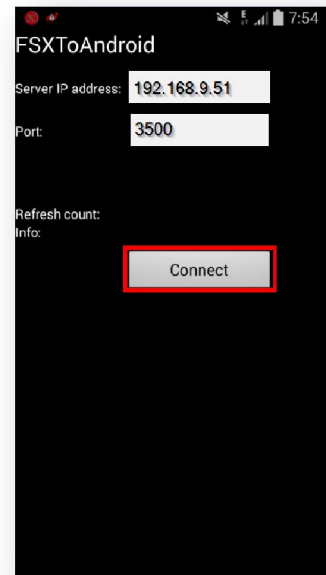 E 7:54
FSXToAndroid
Server IP address: 192.168.9.51
Port: 3500
Refresh count:
Info:
Connect